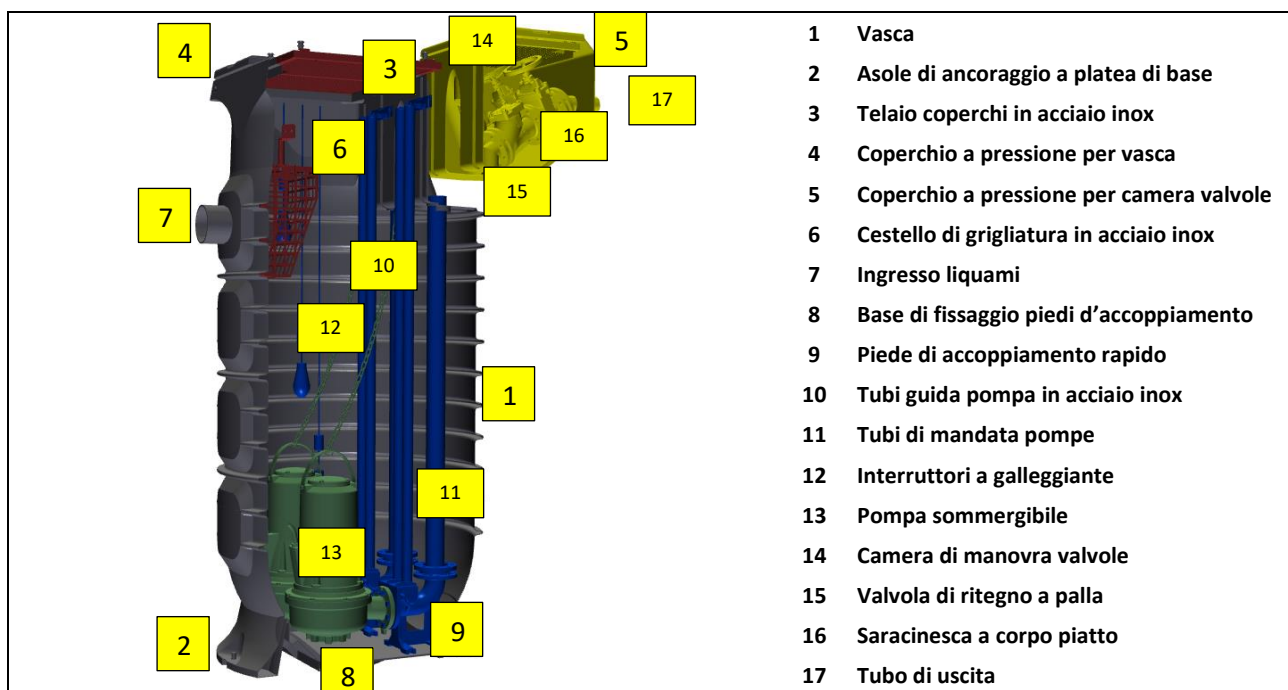 4
3
14
5
17
16
6
15
7
10
12
1
11
13
2
9
8
1 Vasca
2 Asole di ancoraggio a platea di base
3 Telaio coperchi in acciaio inox
4 Coperchio a pressione per vasca
5 Coperchio a pressione per camera valvole
6 Cestello di grigliatura in acciaio inox
7 Ingresso liquami
8 Base di fissaggio piedi d’accoppiamento
9 Piede di accoppiamento rapido
10 Tubi guida pompa in acciaio inox
11 Tubi di mandata pompe
12 Interruttori a galleggiante
13 Pompa sommergibile
14 Camera di manovra valvole
15 Valvola di ritegno a palla
16 Saracinesca a corpo piatto
17 Tubo di uscita